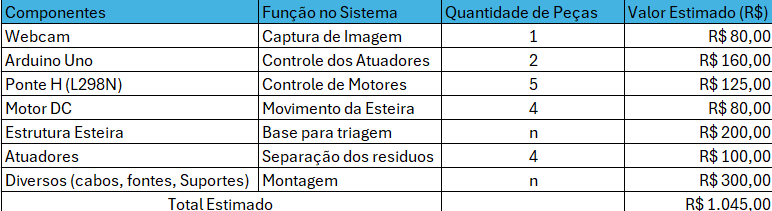 Componentes Função no Sistema Quantidade de Peças Valor Estimado (R$)
Webcam Captura de Imagem 1 R$ 80,00
Arduino Uno Controle dos Atuadores 2 R$ 160,00
Ponte H (L298N) Controle de Motores 5 R$ 125,00
Motor DC Movimento da Esteira 4 R$ 80,00
Estrutura Esteira Base para triagem n R$ 200,00
Atuadores Separação dos residuos 4 R$ 100,00
Diversos (cabos, fontes, Suportes) Montagem n R$ 300,00
Total Estimado R$ 1.045,00